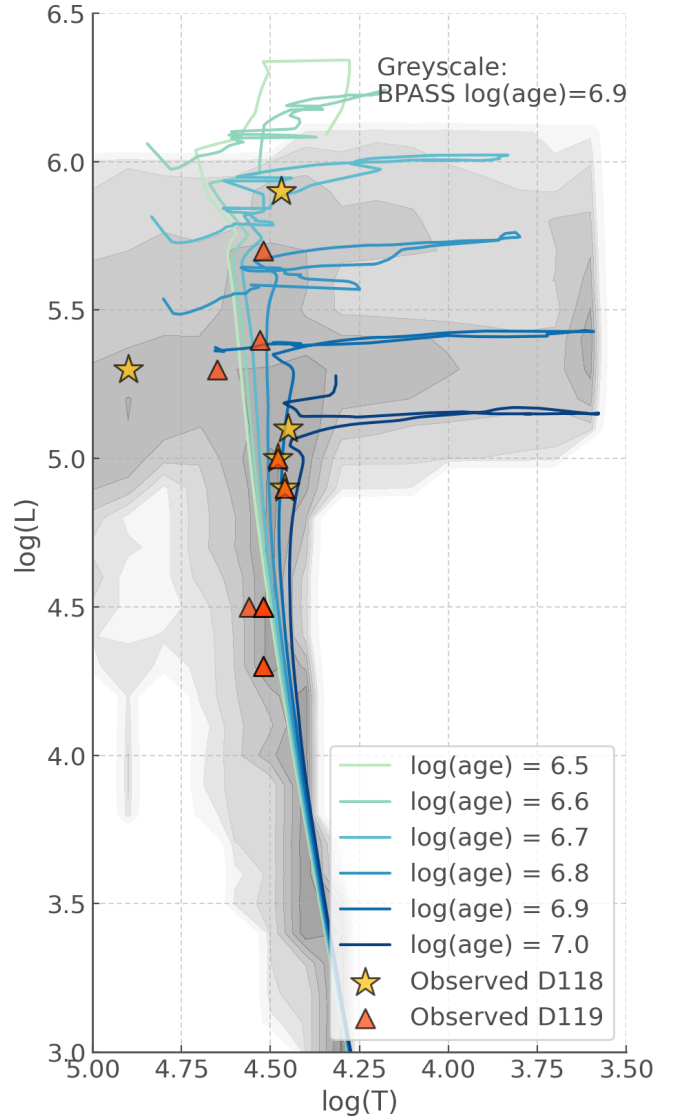 Greyscale:
BPASS log(age)=6.9
6.5
6.0
5.5
5.0
4.5
4.0
3.5
3.0
log(L)
log(age) = 6.5
log(age) = 6.6
log(age) = 6.7
log(age) = 6.8
log(age) = 6.9
log(age) = 7.0
Observed D118
Observed D119
5.00 4.75 4.50 4.25 4.00 3.75 3.50
log(T)